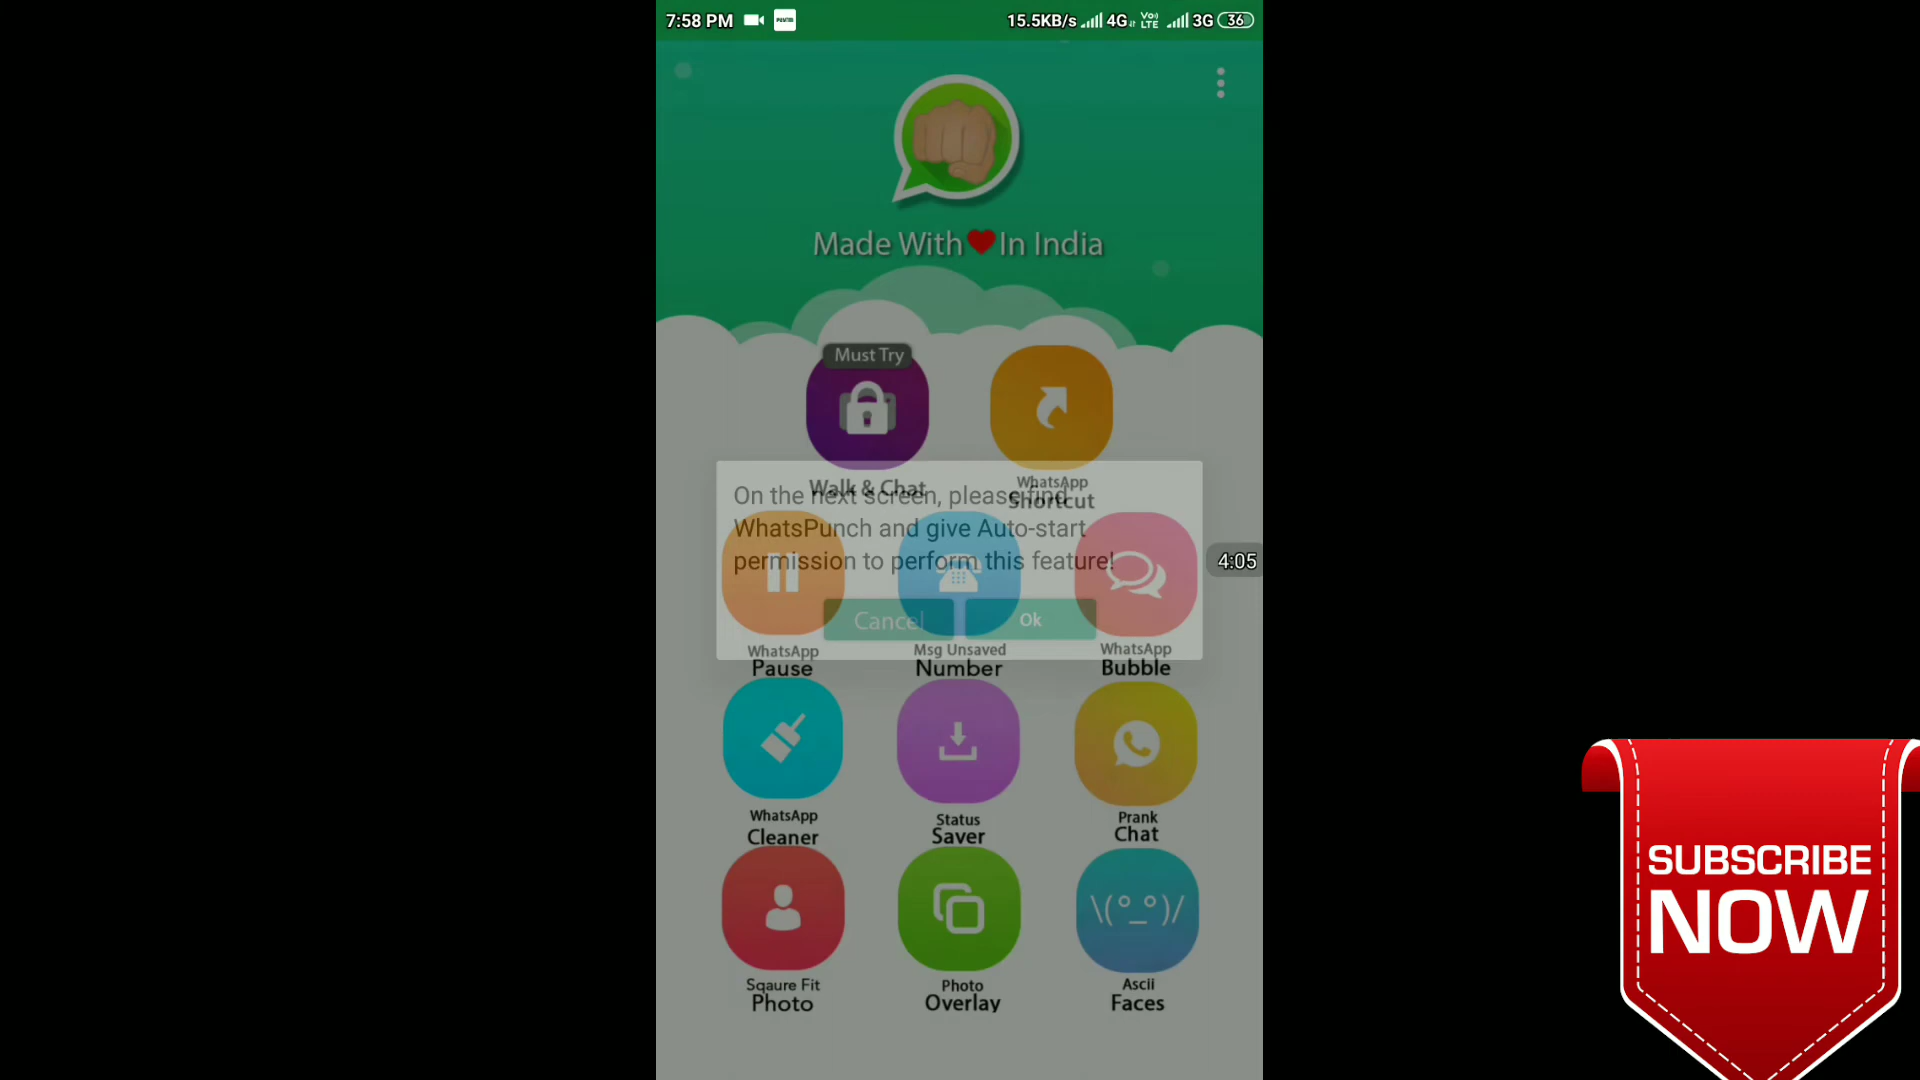 7:58 PM
paytm
15.5KB/s 4G Vo) LTE 3G 36
Made With In India
Must Try
Walk & Chat
WhatsApp
Shortcut
On the next screen, please find
WhatsPunch and give Auto-start
permission to perform this feature!
4:05
Cancel
Ok
WhatsApp
Pause
Msg Unsaved
Number
WhatsApp
Bubble
WhatsApp
Cleaner
Status
Saver
Prank
Chat
\(°_°)/
Sqaure Fit
Photo
Photo
Overlay
Ascii
Faces
SUBSCRIBE
NOW